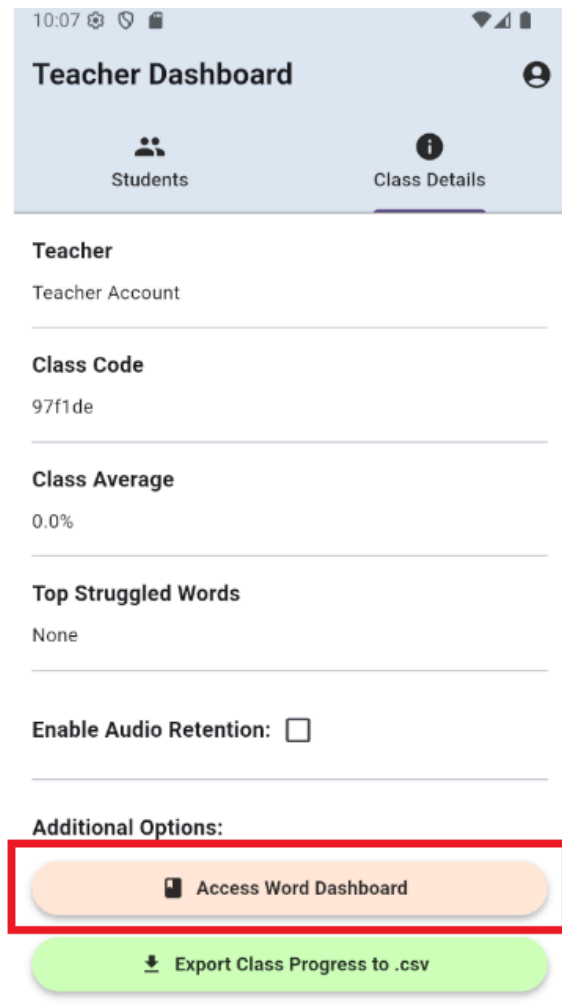 10:07
Teacher Dashboard
Students
Class Details
Teacher
Teacher Account
Class Code
97f1de
Class Average
0.0%
Top Struggled Words
None
Enable Audio Retention:
Additional Options:
Access Word Dashboard
Export Class Progress to .csv